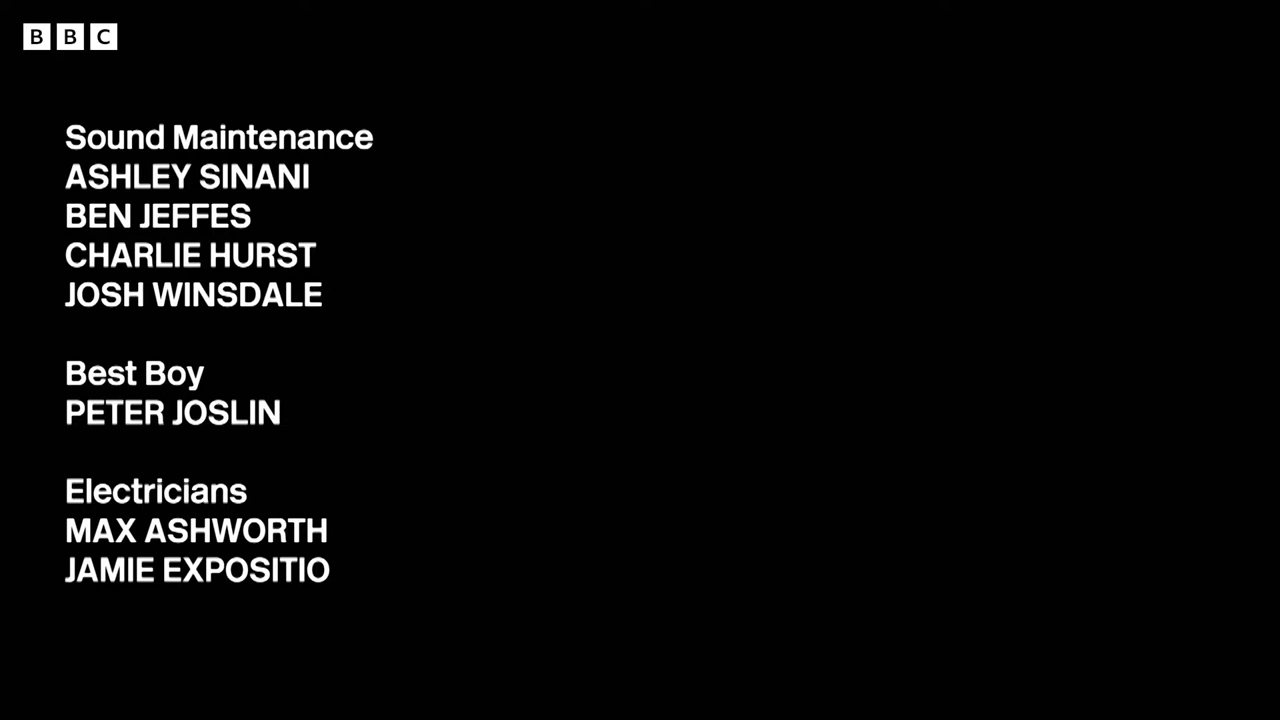 BBC
Sound Maintenance
ASHLEY SINANI
BEN JEFFES
CHARLIE HURST
JOSH WINSDALE
Best Boy
PETER JOSLIN
Electricians
MAX ASHWORTH
JAMIE EXPOSITIO